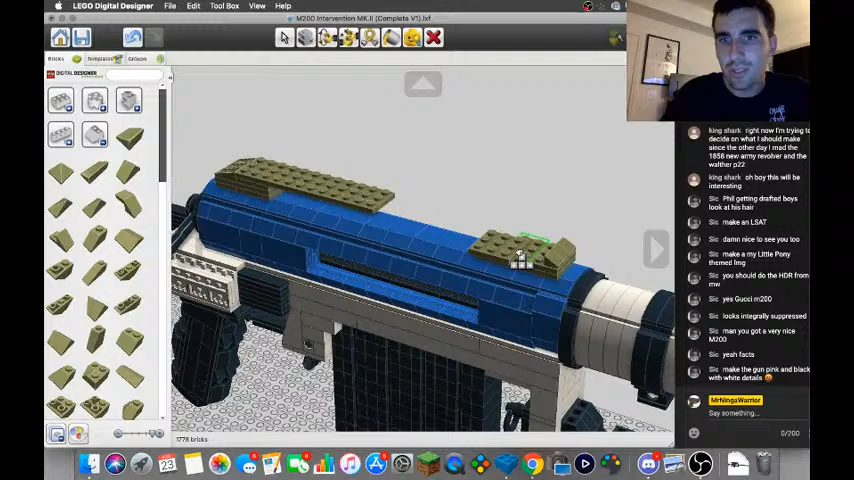 LEGO Digital Designer File Edit Tool Box View Help
M200 Intervention MK.II (Complete V1).lxf
Bricks Templates Groups
DIGITAL DESIGNER
king shark right now I'm trying to
decide on what I should make
since the other day I mad the
1858 new army revolver and the
walther p22
king shark oh boy this will be
interesting
Sic Phil getting drafted boys
look at his hair
Sic make an LSAT
Sic damn nice to see you too
Sic make a my Little Pony
themed lmg
Sic you should do the HDR from
mw
Sic yes Gucci m200
Sic looks integrally suppressed
Sic man you got a very nice
M200
Sic yeah facts
Sic make the gun pink and black
with white details
MrNingaWarrior
Say something...
0/200
1778 bricks